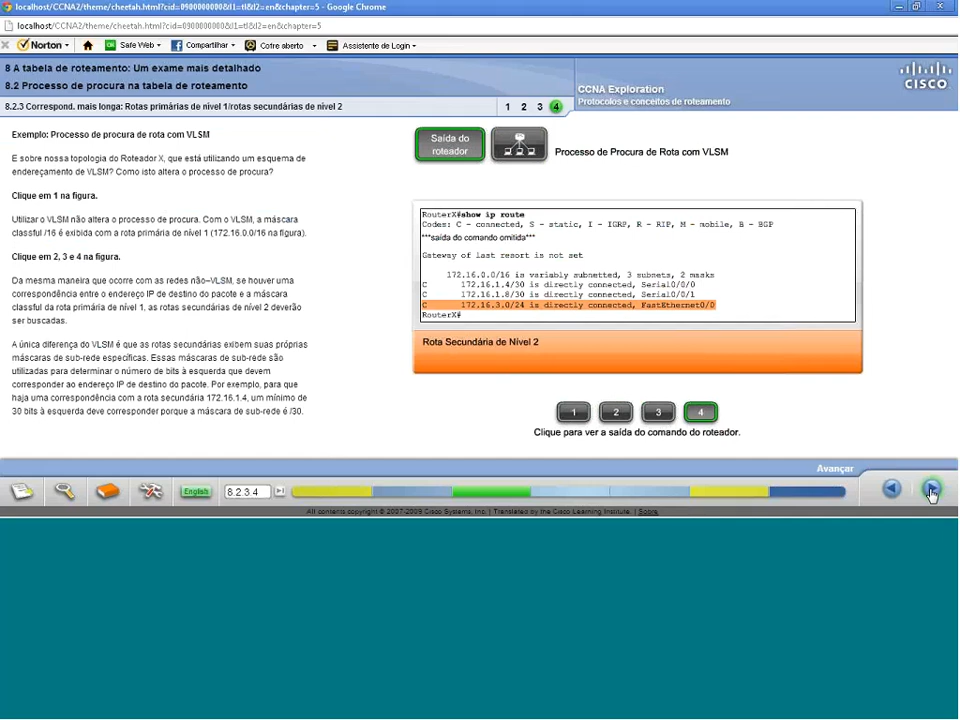 localhost/CCNA2/theme/cheetah.html?cid=0900000000&l1=tl&l2=en&chapter=5 - Google Chrome
localhost/CCNA2/theme/cheetah.html?cid=0900000000&l1=tl&l2=en&chapter=5
Norton
Safe Web
Compartilhar
Cofre aberto
Assistente de Login
8 A tabela de roteamento: Um exame mais detalhado
8.2 Processo de procura na tabela de roteamento
8.2.3 Correspond. mais longa: Rotas primárias de nível 1/rotas secundárias de nível 2
1 2 3 4
CCNA Exploration
Protocolos e conceitos de roteamento
CISCO
Exemplo: Processo de procura de rota com VLSM
E sobre nossa topologia do Roteador X, que está utilizando um esquema de
endereçamento de VLSM? Como isto altera o processo de procura?
Clique em 1 na figura.
Utilizar o VLSM não altera o processo de procura. Com o VLSM, a máscara
classful /16 é exibida com a rota primária de nível 1 (172.16.0.0/16 na figura).
Clique em 2, 3 e 4 na figura.
Da mesma maneira que ocorre com as redes não-VLSM, se houver uma
correspondência entre o endereço IP de destino do pacote e a máscara
classful da rota primária de nível 1, as rotas secundárias de nível 2 deverão
ser buscadas.
A única diferença do VLSM é que as rotas secundárias exibem suas próprias
máscaras de sub-rede específicas. Essas máscaras de sub-rede são
utilizadas para determinar o número de bits à esquerda que devem
corresponder ao endereço IP de destino do pacote. Por exemplo, para que
haja uma correspondência com a rota secundária 172.16.1.4, um mínimo de
30 bits à esquerda deve corresponder porque a máscara de sub-rede é /30.
Saída do
roteador
Processo de Procura de Rota com VLSM
RouterX#show ip route
Codes: C - connected, S - static, I - IGRP, R - RIP, M - mobile, B - BGP
***saída do comando omitida***
Gateway of last resort is not set
172.16.0.0/16 is variably subnetted, 3 subnets, 2 masks
C 172.16.1.4/30 is directly connected, Serial0/0/0
C 172.16.1.8/30 is directly connected, Serial0/0/1
C 172.16.3.0/24 is directly connected, FastEthernet0/0
RouterX#
Rota Secundária de Nível 2
1 2 3 4
Clique para ver a saída do comando do roteador.
Avançar
English
8.2.3.4
All contents copyright © 2007-2009 Cisco Systems, Inc. | Translated by the Cisco Learning Institute. | Sobre